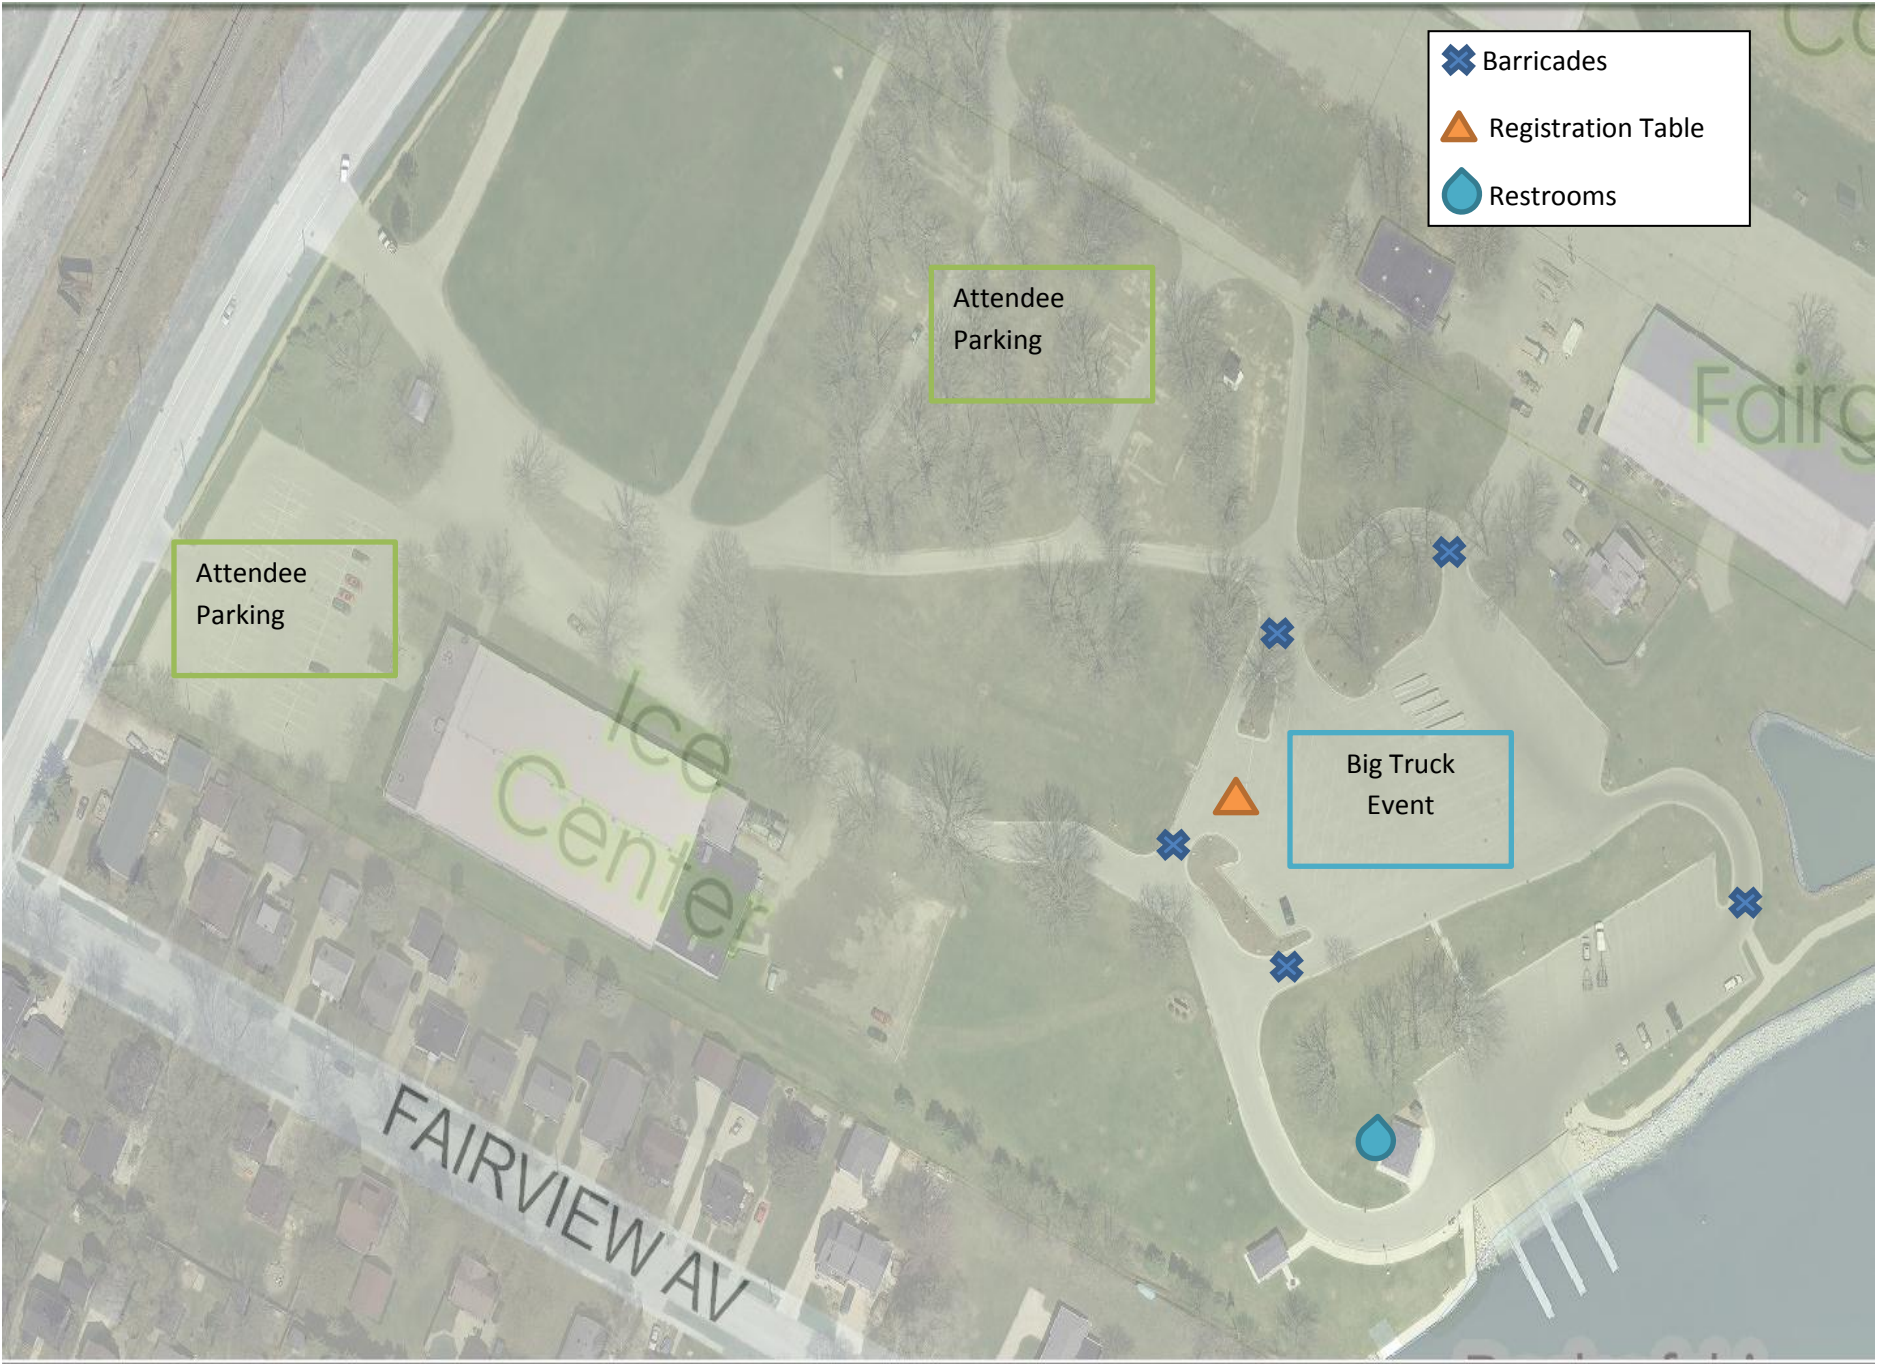 Barricades
Registration Table
Restrooms
Attendee
Parking
Attendee
Parking
Big Truck
Event
Ice
Center
FAIRVIEW AV